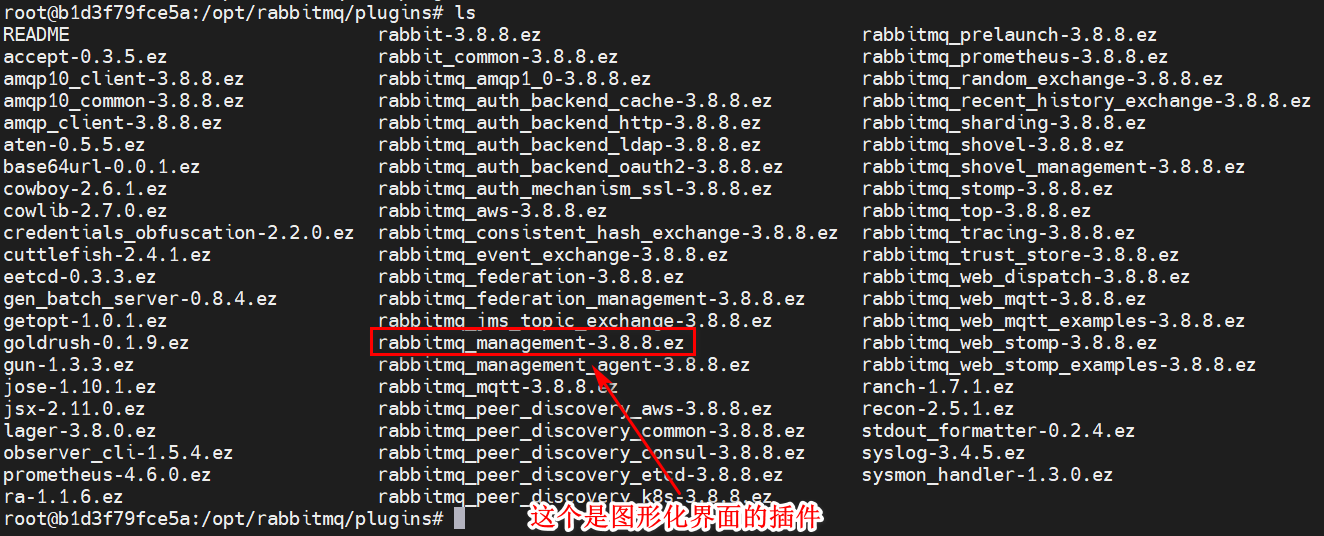 root@b1d3f79fce5a:/opt/rabbitmq/plugins# ls
README rabbit-3.8.8.ez rabbitmq_prelaunch-3.8.8.ez
accept-0.3.5.ez rabbit_common-3.8.8.ez rabbitmq_prometheus-3.8.8.ez
amqp10_client-3.8.8.ez rabbitmq_amqp1_0-3.8.8.ez rabbitmq_random_exchange-3.8.8.ez
amqp10_common-3.8.8.ez rabbitmq_auth_backend_cache-3.8.8.ez rabbitmq_recent_history_exchange-3.8.8.ez
amqp_client-3.8.8.ez rabbitmq_auth_backend_http-3.8.8.ez rabbitmq_sharding-3.8.8.ez
aten-0.5.5.ez rabbitmq_auth_backend_ldap-3.8.8.ez rabbitmq_shovel-3.8.8.ez
base64url-0.0.1.ez rabbitmq_auth_backend_oauth2-3.8.8.ez rabbitmq_shovel_management-3.8.8.ez
cowboy-2.6.1.ez rabbitmq_auth_mechanism_ssl-3.8.8.ez rabbitmq_stomp-3.8.8.ez
cowlib-2.7.0.ez rabbitmq_aws-3.8.8.ez rabbitmq_top-3.8.8.ez
credentials_obfuscation-2.2.0.ez rabbitmq_consistent_hash_exchange-3.8.8.ez rabbitmq_tracing-3.8.8.ez
cuttlefish-2.4.1.ez rabbitmq_event_exchange-3.8.8.ez rabbitmq_trust_store-3.8.8.ez
eetcd-0.3.3.ez rabbitmq_federation-3.8.8.ez rabbitmq_web_dispatch-3.8.8.ez
gen_batch_server-0.8.4.ez rabbitmq_federation_management-3.8.8.ez rabbitmq_web_mqtt-3.8.8.ez
getopt-1.0.1.ez rabbitmq_jms_topic_exchange-3.8.8.ez rabbitmq_web_mqtt_examples-3.8.8.ez
goldrush-0.1.9.ez rabbitmq_management-3.8.8.ez rabbitmq_web_stomp-3.8.8.ez
gun-1.3.3.ez rabbitmq_management_agent-3.8.8.ez rabbitmq_web_stomp_examples-3.8.8.ez
jose-1.10.1.ez rabbitmq_mqtt-3.8.8.ez ranch-1.7.1.ez
jsx-2.11.0.ez rabbitmq_peer_discovery_aws-3.8.8.ez recon-2.5.1.ez
lager-3.8.0.ez rabbitmq_peer_discovery_common-3.8.8.ez stdout_formatter-0.2.4.ez
observer_cli-1.5.4.ez rabbitmq_peer_discovery_consul-3.8.8.ez syslog-3.4.5.ez
prometheus-4.6.0.ez rabbitmq_peer_discovery_etcd-3.8.8.ez sysmon_handler-1.3.0.ez
ra-1.1.6.ez rabbitmq_peer_discovery_k8s-3.8.8.ez
root@b1d3f79fce5a:/opt/rabbitmq/plugins#
这个是图形化界面的插件